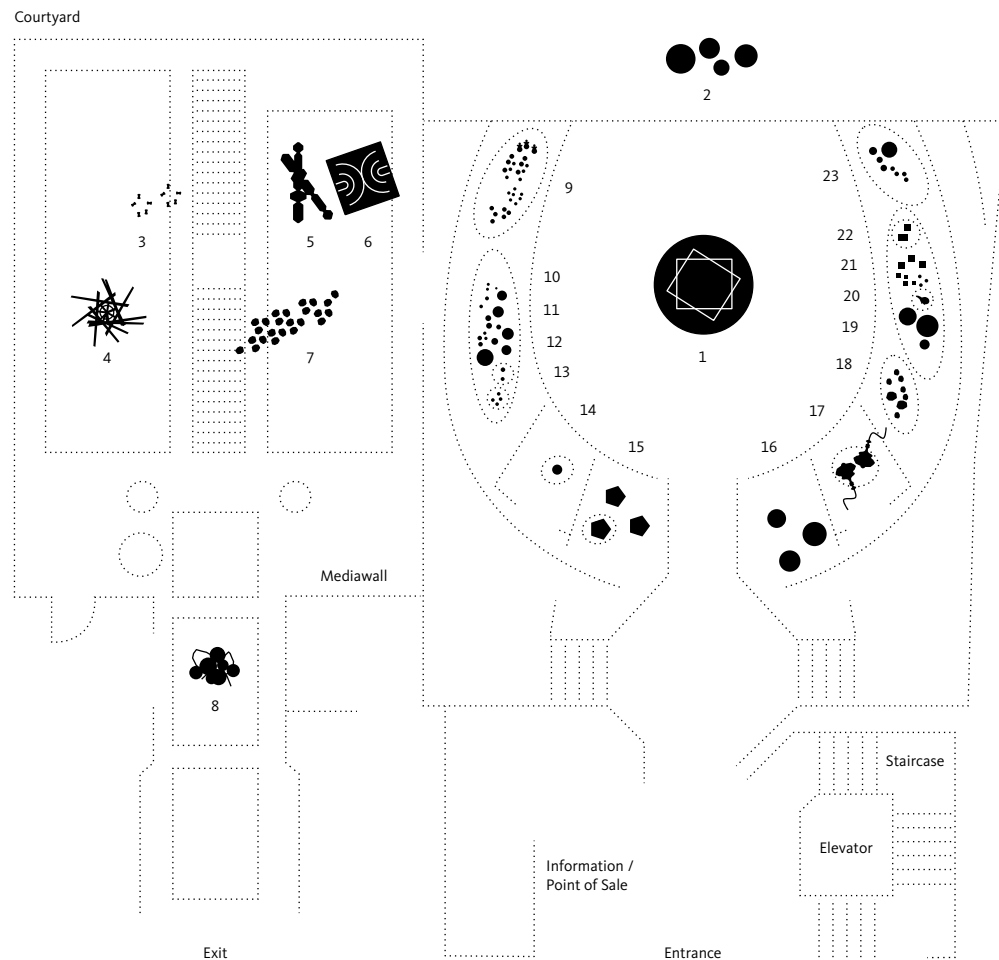 Courtyard
2
23
9
22
3
5
6
21
10
20
11
19
12
4
7
1
18
13
14
17
15
16
Mediawall
8
Staircase
Elevator
Information /
Point of Sale
Exit
Entrance